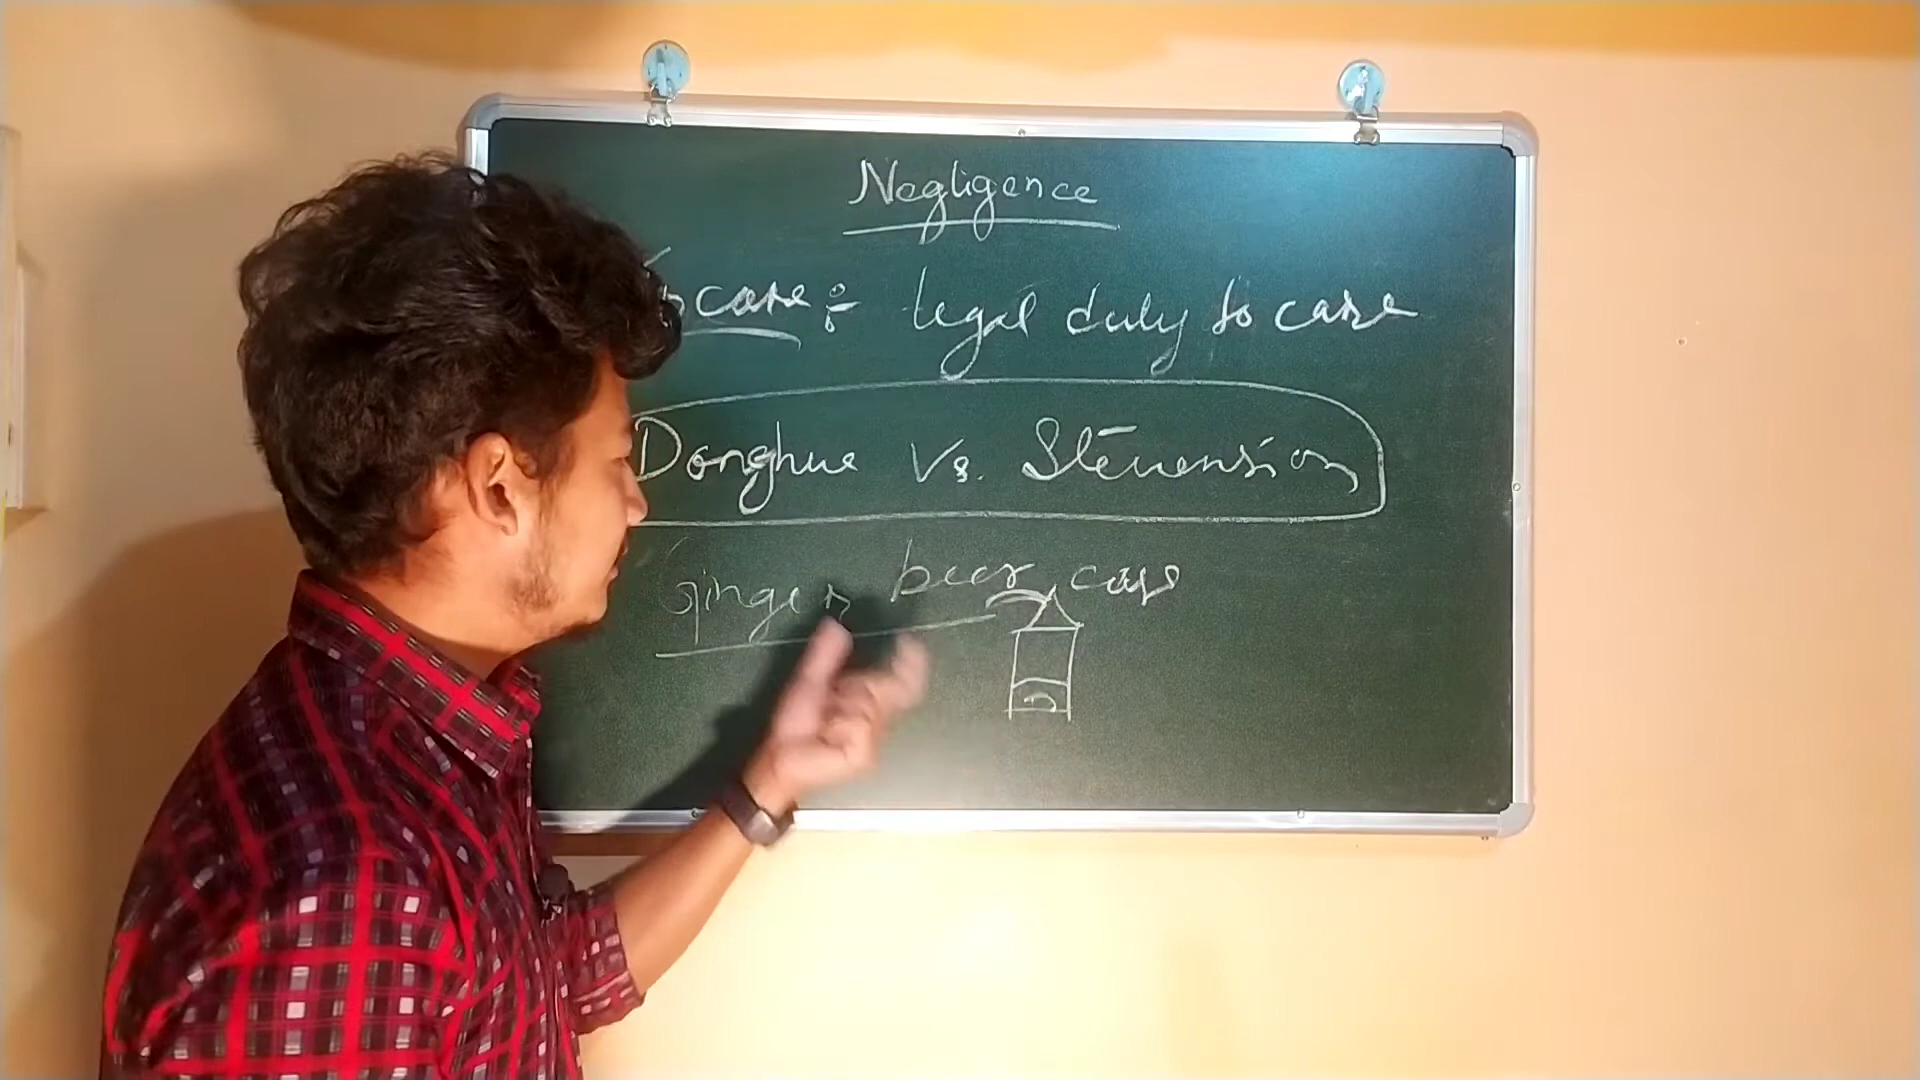 Negligence
care :- legal duty to care
Donghue Vs. Stevension
Ginger beer case